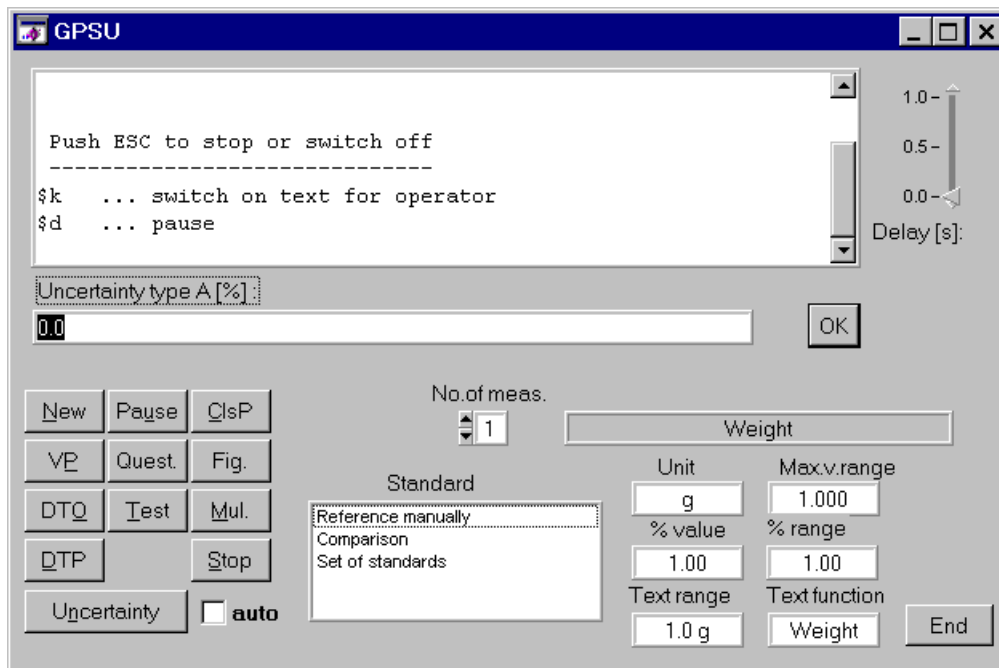 GPSU
Push ESC to stop or switch off
------------------------------
$k ... switch on text for operator
$d ... pause
1.0
0.5
0.0
Delay [s]:
Uncertainty type A [%] :
0.0
OK
New Pause ClsP
VP Quest. Fig.
DTQ Test Mul.
DTP Stop
Uncertainty auto
No.of meas.
1
Weight
Standard
Reference manually
Comparison
Set of standards
Unit Max.v.range
g 1.000
% value % range
1.00 1.00
Text range Text function
1.0 g Weight
End